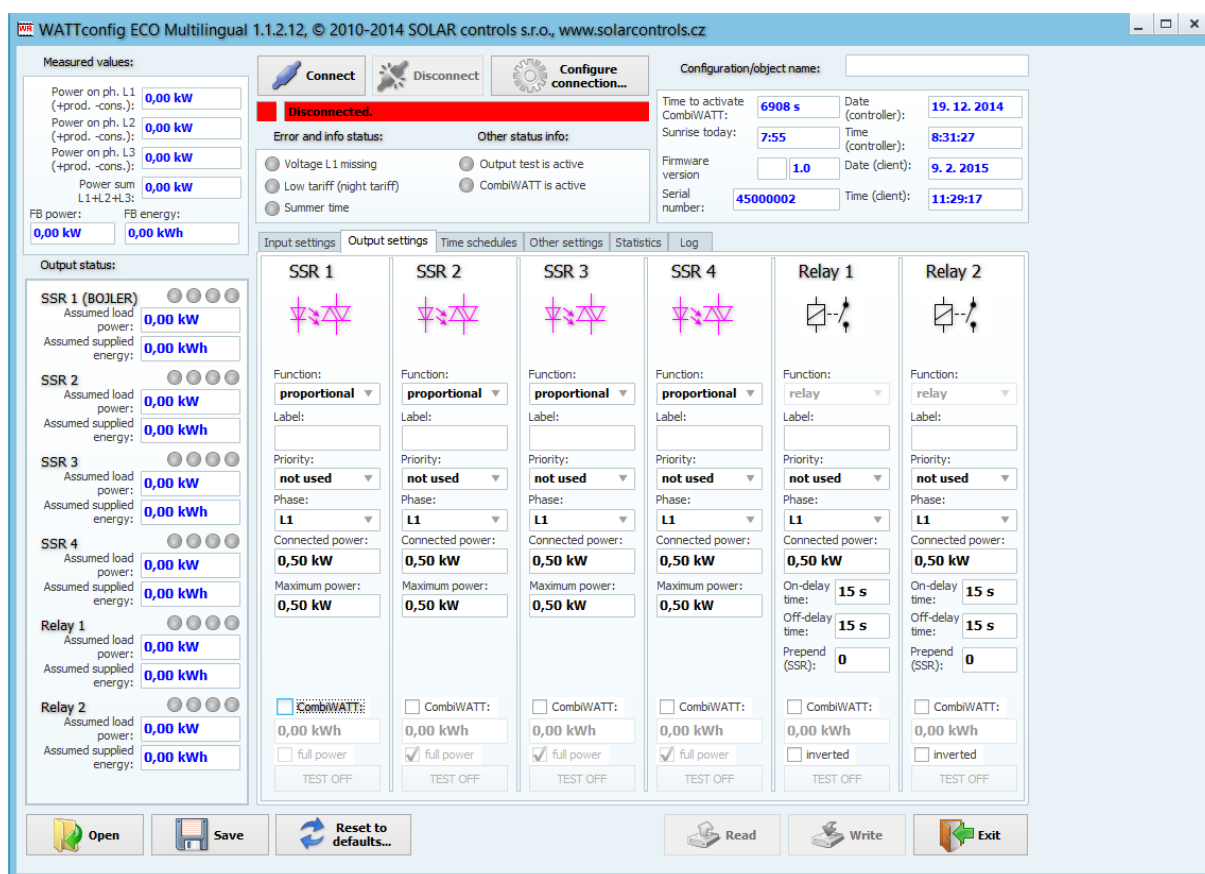 WR WATTconfig ECO Multilingual 1.1.2.12, © 2010-2014 SOLAR controls s.r.o., www.solarcontrols.cz
Measured values:
Power on ph. L1 (+prod. -cons.): 0,00 kW
Power on ph. L2 (+prod. -cons.): 0,00 kW
Power on ph. L3 (+prod. -cons.): 0,00 kW
Power sum L1+L2+L3: 0,00 kW
FB power: FB energy:
0,00 kW 0,00 kWh
Connect Disconnect Configure connection...
Disconnected.
Error and info status: Other status info:
Voltage L1 missing Output test is active
Low tariff (night tariff) CombiWATT is active
Summer time
Configuration/object name:
Time to activate CombiWATT: 6908 s Date (controller): 19. 12. 2014
Sunrise today: 7:55 Time (controller): 8:31:27
Firmware version 1.0 Date (client): 9. 2. 2015
Serial number: 45000002 Time (client): 11:29:17
Output status:
SSR 1 (BOJLER)
Assumed load power: 0,00 kW
Assumed supplied energy: 0,00 kWh
SSR 2
Assumed load power: 0,00 kW
Assumed supplied energy: 0,00 kWh
SSR 3
Assumed load power: 0,00 kW
Assumed supplied energy: 0,00 kWh
SSR 4
Assumed load power: 0,00 kW
Assumed supplied energy: 0,00 kWh
Relay 1
Assumed load power: 0,00 kW
Assumed supplied energy: 0,00 kWh
Relay 2
Assumed load power: 0,00 kW
Assumed supplied energy: 0,00 kWh
Input settings Output settings Time schedules Other settings Statistics Log
SSR 1 SSR 2 SSR 3 SSR 4 Relay 1 Relay 2
Function: Function: Function: Function: Function: Function:
proportional proportional proportional proportional relay relay
Label: Label: Label: Label: Label: Label:
Priority: Priority: Priority: Priority: Priority: Priority:
not used not used not used not used not used not used
Phase: Phase: Phase: Phase: Phase: Phase:
L1 L1 L1 L1 L1 L1
Connected power: Connected power: Connected power: Connected power: Connected power: Connected power:
0,50 kW 0,50 kW 0,50 kW 0,50 kW 0,50 kW 0,50 kW
Maximum power: Maximum power: Maximum power: Maximum power: On-delay time: 15 s On-delay time: 15 s
0,50 kW 0,50 kW 0,50 kW 0,50 kW
Off-delay time: 15 s Off-delay time: 15 s
Prepend (SSR): 0 Prepend (SSR): 0
CombiWATT: CombiWATT: CombiWATT: CombiWATT: CombiWATT: CombiWATT:
0,00 kWh 0,00 kWh 0,00 kWh 0,00 kWh 0,00 kWh 0,00 kWh
full power full power full power full power inverted inverted
TEST OFF TEST OFF TEST OFF TEST OFF TEST OFF TEST OFF
Open Save Reset to defaults... Read Write Exit